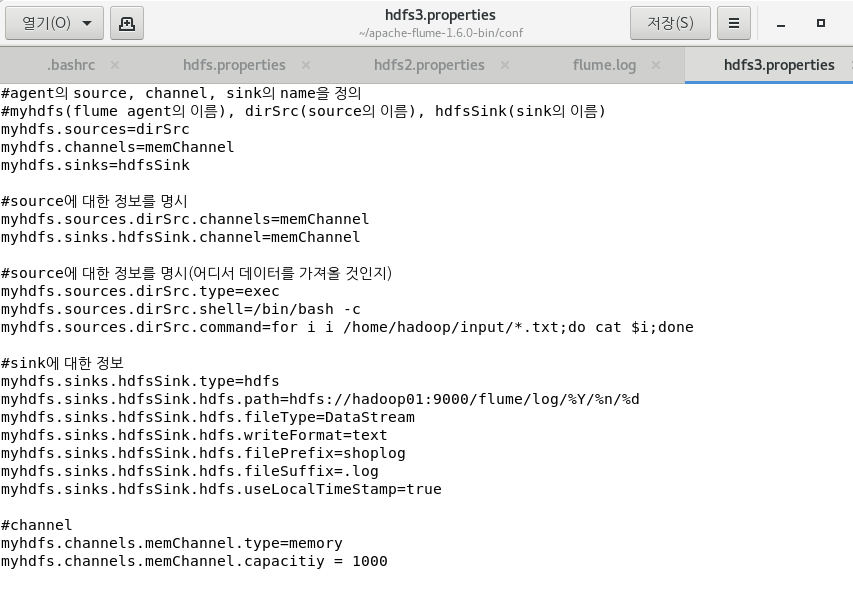 열기(O)
hdfs3.properties
~/apache-flume-1.6.0-bin/conf
저장(S)
.bashrc
hdfs.properties
hdfs2.properties
flume.log
hdfs3.properties
#agent의 source, channel, sink의 name을 정의
#myhdfs(flume agent의 이름), dirSrc(source의 이름), hdfsSink(sink의 이름)
myhdfs.sources=dirSrc
myhdfs.channels=memChannel
myhdfs.sinks=hdfsSink
#source에 대한 정보를 명시
myhdfs.sources.dirSrc.channels=memChannel
myhdfs.sinks.hdfsSink.channel=memChannel
#source에 대한 정보를 명시(어디서 데이터를 가져올 것인지)
myhdfs.sources.dirSrc.type=exec
myhdfs.sources.dirSrc.shell=/bin/bash -c
myhdfs.sources.dirSrc.command=for i i /home/hadoop/input/*.txt;do cat $i;done
#sink에 대한 정보
myhdfs.sinks.hdfsSink.type=hdfs
myhdfs.sinks.hdfsSink.hdfs.path=hdfs://hadoop01:9000/flume/log/%Y/%n/%d
myhdfs.sinks.hdfsSink.hdfs.fileType=DataStream
myhdfs.sinks.hdfsSink.hdfs.writeFormat=text
myhdfs.sinks.hdfsSink.hdfs.filePrefix=shoplog
myhdfs.sinks.hdfsSink.hdfs.fileSuffix=.log
myhdfs.sinks.hdfsSink.hdfs.useLocalTimeStamp=true
#channel
myhdfs.channels.memChannel.type=memory
myhdfs.channels.memChannel.capacitiy = 1000